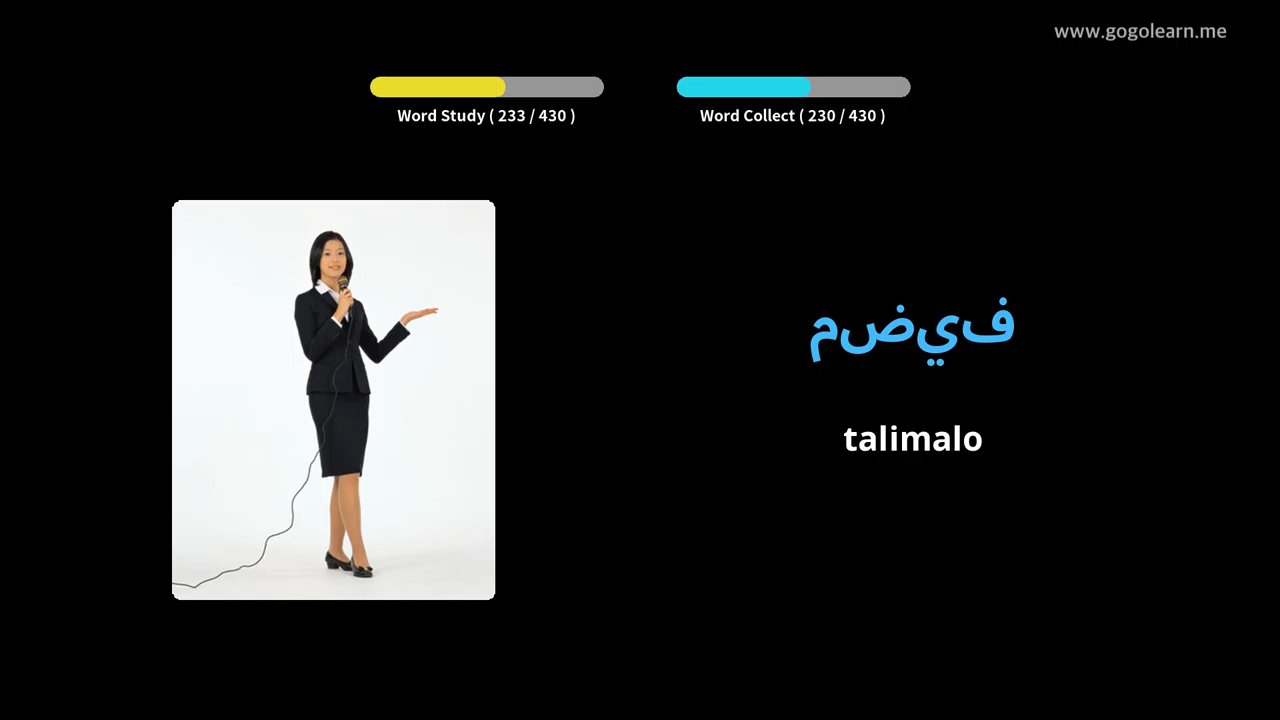 www.gogolearn.me
Word Study ( 233 / 430 )
Word Collect ( 230 / 430 )
مضيف
talimalo